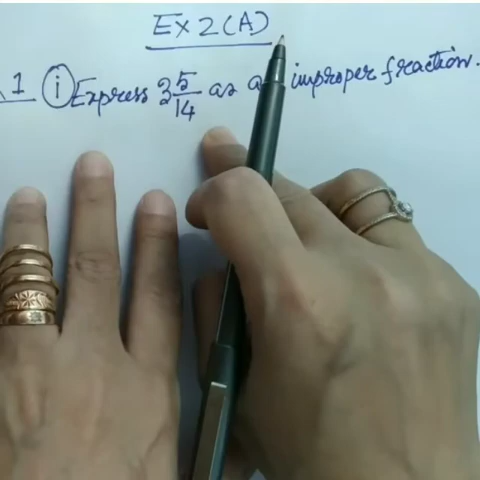 Ex 2(A)
1 (i) Express 3 5/14 as a improper fraction.